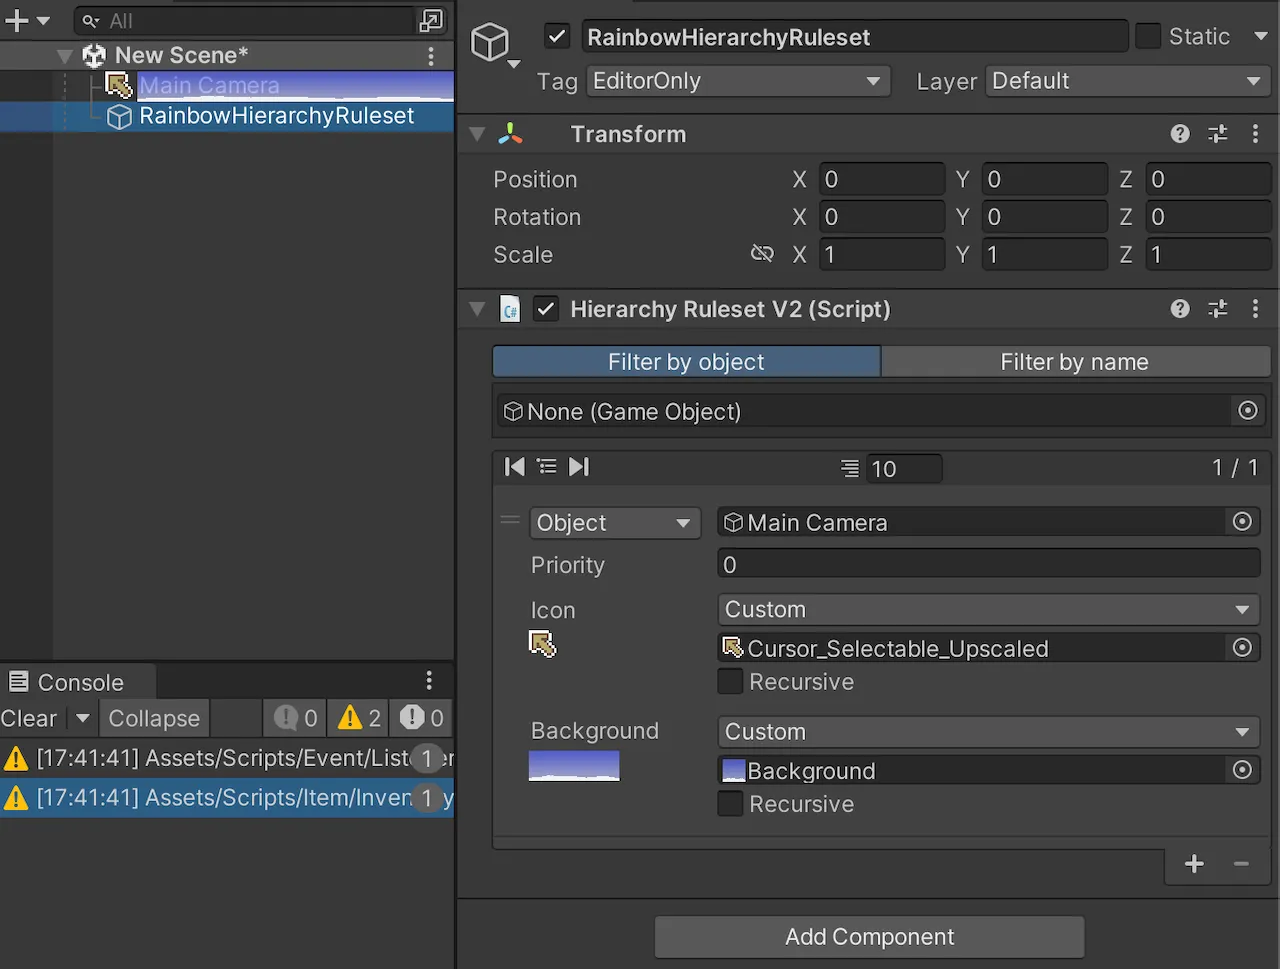 All
New Scene*
Main Camera
RainbowHierarchyRuleset
Console
Clear
Collapse
0
2
0
[17:41:41] Assets/Scripts/Event/List
1
[17:41:41] Assets/Scripts/Item/Inven
1
RainbowHierarchyRuleset
Static
Tag EditorOnly
Layer Default
Transform
Position X 0 Y 0 Z 0
Rotation X 0 Y 0 Z 0
Scale X 1 Y 1 Z 1
Hierarchy Ruleset V2 (Script)
Filter by object
Filter by name
None (Game Object)
10
1 / 1
Object Main Camera
Priority 0
Icon Custom
Cursor_Selectable_Upscaled
Recursive
Background Custom
Background
Recursive
Add Component